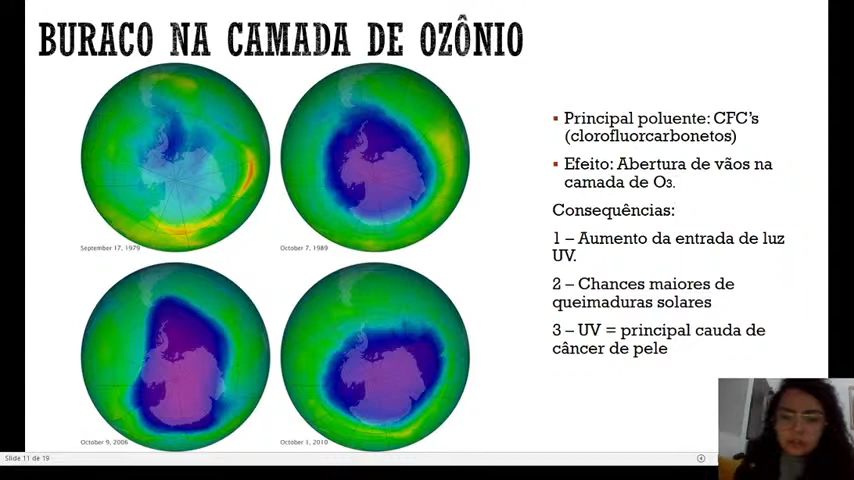 BURACO NA CAMADA DE OZÔNIO
September 17, 1979
October 7, 1989
October 9, 2006
October 1, 2010
▪ Principal poluente: CFC’s
(clorofluorcarbonetos)
▪ Efeito: Abertura de vãos na
camada de O₃.
Consequências:
1 – Aumento da entrada de luz
UV.
2 – Chances maiores de
queimaduras solares
3 – UV = principal cauda de
câncer de pele
Slide 11 de 19